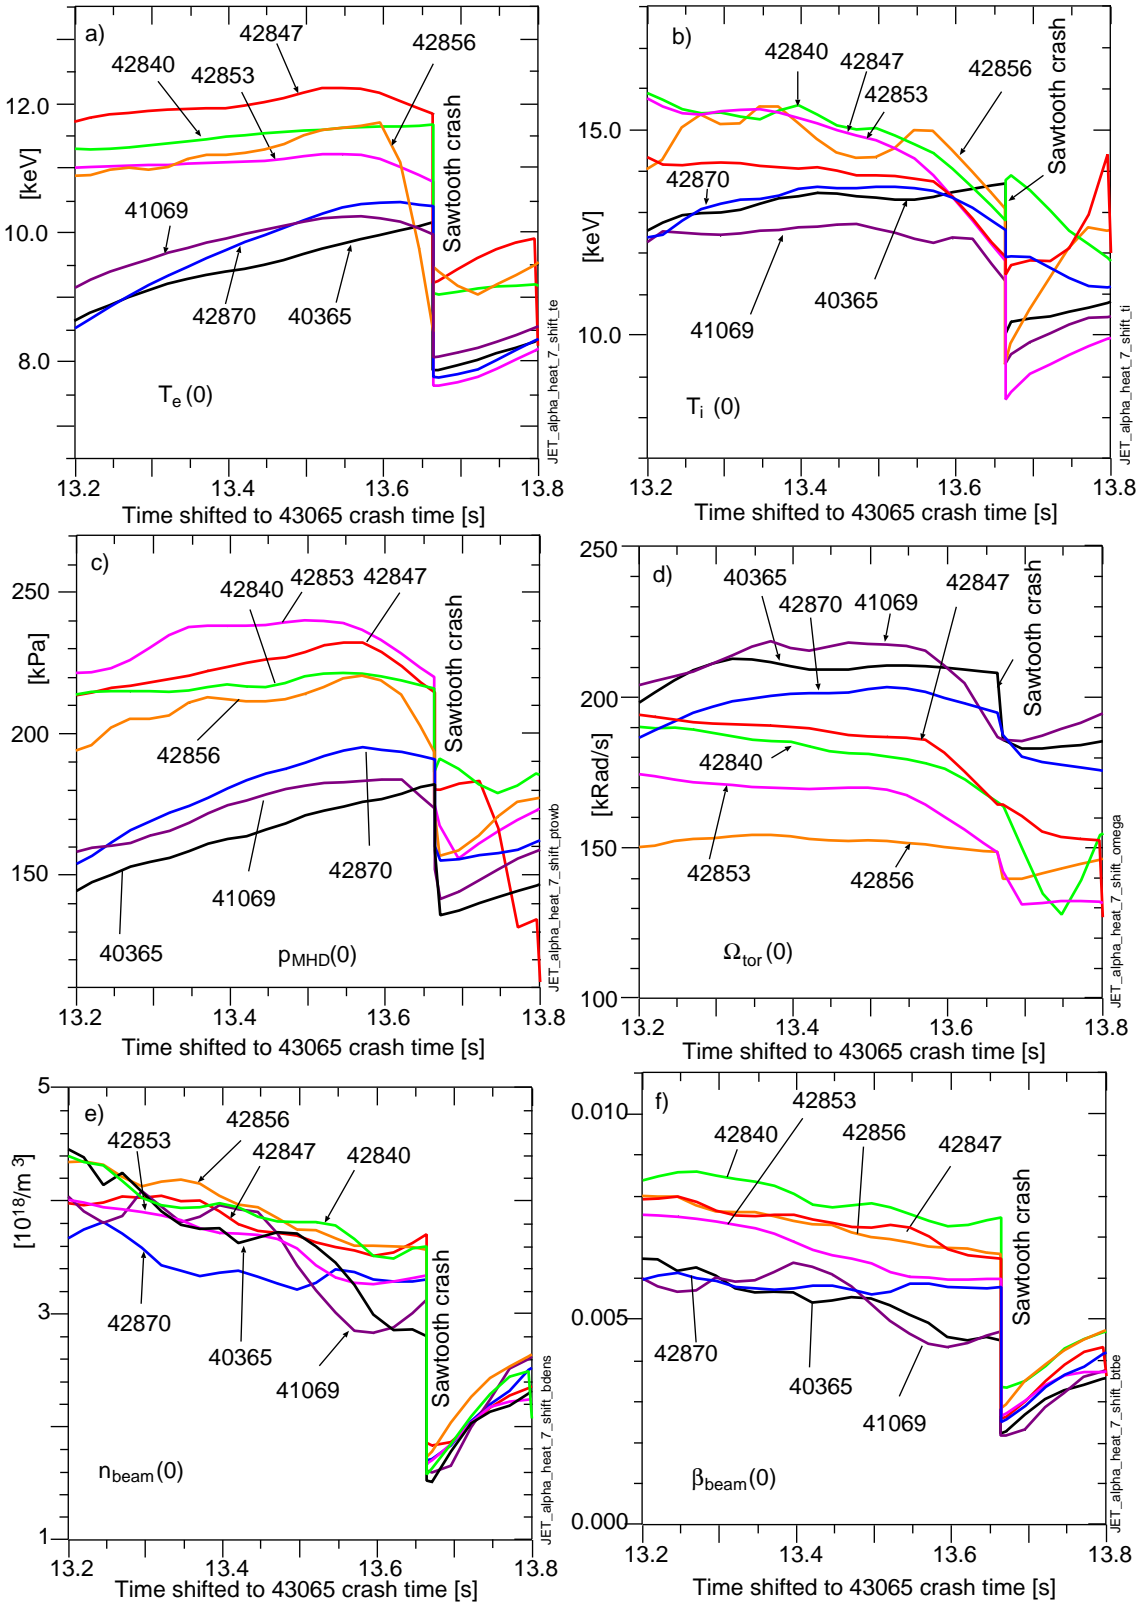 a)
42847
42856
42840
42853
12.0
[keV]
41069
10.0
Sawtooth crash
42870
40365
8.0
Te(0)
JET_alpha_heat_7_shift_te
13.2
13.4
13.6
13.8
Time shifted to 43065 crash time [s]
b)
42840
42847
42853
42856
Sawtooth crash
15.0
42870
[keV]
40365
41069
10.0
Ti (0)
JET_alpha_heat_7_shift_ti
13.2
13.4
13.6
13.8
Time shifted to 43065 crash time [s]
c)
42840
42853
42847
250
[kPa]
200
42856
Sawtooth crash
150
40365
41069
42870
pMHD(0)
JET_alpha_heat_7_shift_ptowb
13.2
13.4
13.6
13.8
Time shifted to 43065 crash time [s]
d)
250
40365
42870
41069
42847
Sawtooth crash
200
[kRad/s]
42840
150
42853
42856
Ωtor(0)
100
JET_alpha_heat_7_shift_omega
13.2
13.4
13.6
13.8
Time shifted to 43065 crash time [s]
e)
5
42853
42856
42847
42840
[10^18/m^3]
3
42870
40365
41069
Sawtooth crash
nbeam(0)
1
JET_alpha_heat_7_shift_bdens
13.2
13.4
13.6
13.8
Time shifted to 43065 crash time [s]
f)
0.010
42853
42840
42856
42847
Sawtooth crash
0.005
42870
40365
41069
βbeam(0)
0.000
JET_alpha_heat_7_shift_btbe
13.2
13.4
13.6
13.8
Time shifted to 43065 crash time [s]